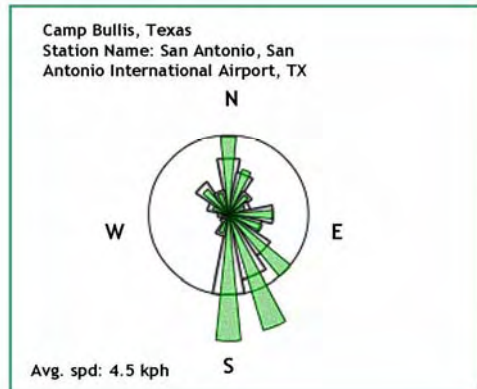 Camp Bullis, Texas
Station Name: San Antonio, San
Antonio International Airport, TX
N
W
E
S
Avg. spd: 4.5 kph